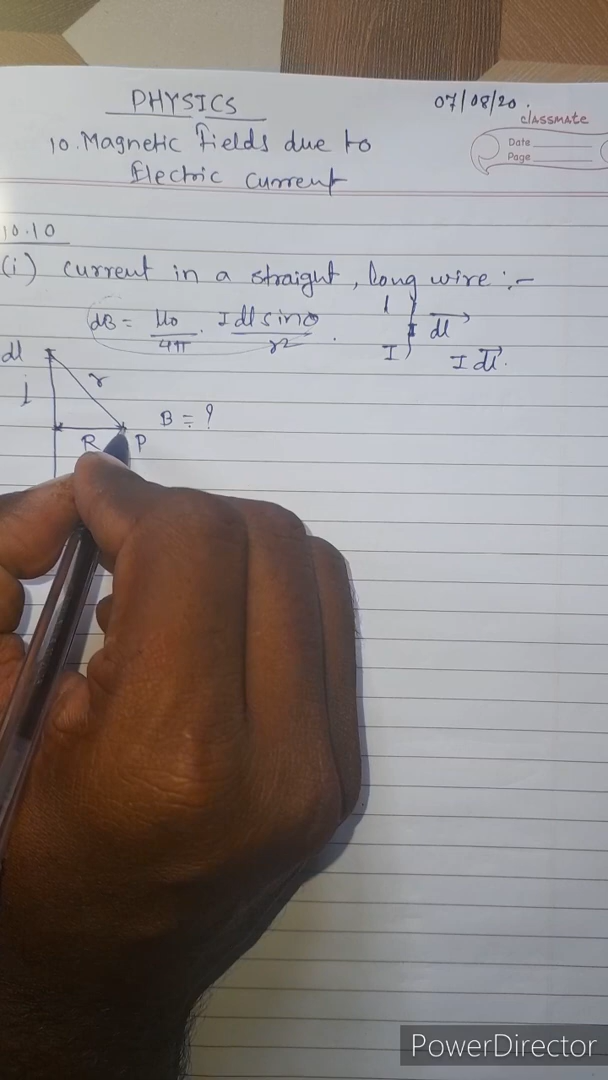 PHYSICS
07/08/20.
classmate
Date
Page
10. Magnetic Fields due to
Electric Current
10.10
(i) Current in a straight, long wire :-
dB = μ0/4π . I dl sinθ/r2 .
I dl
I dl.
dl
r
B = ?
R P
PowerDirector